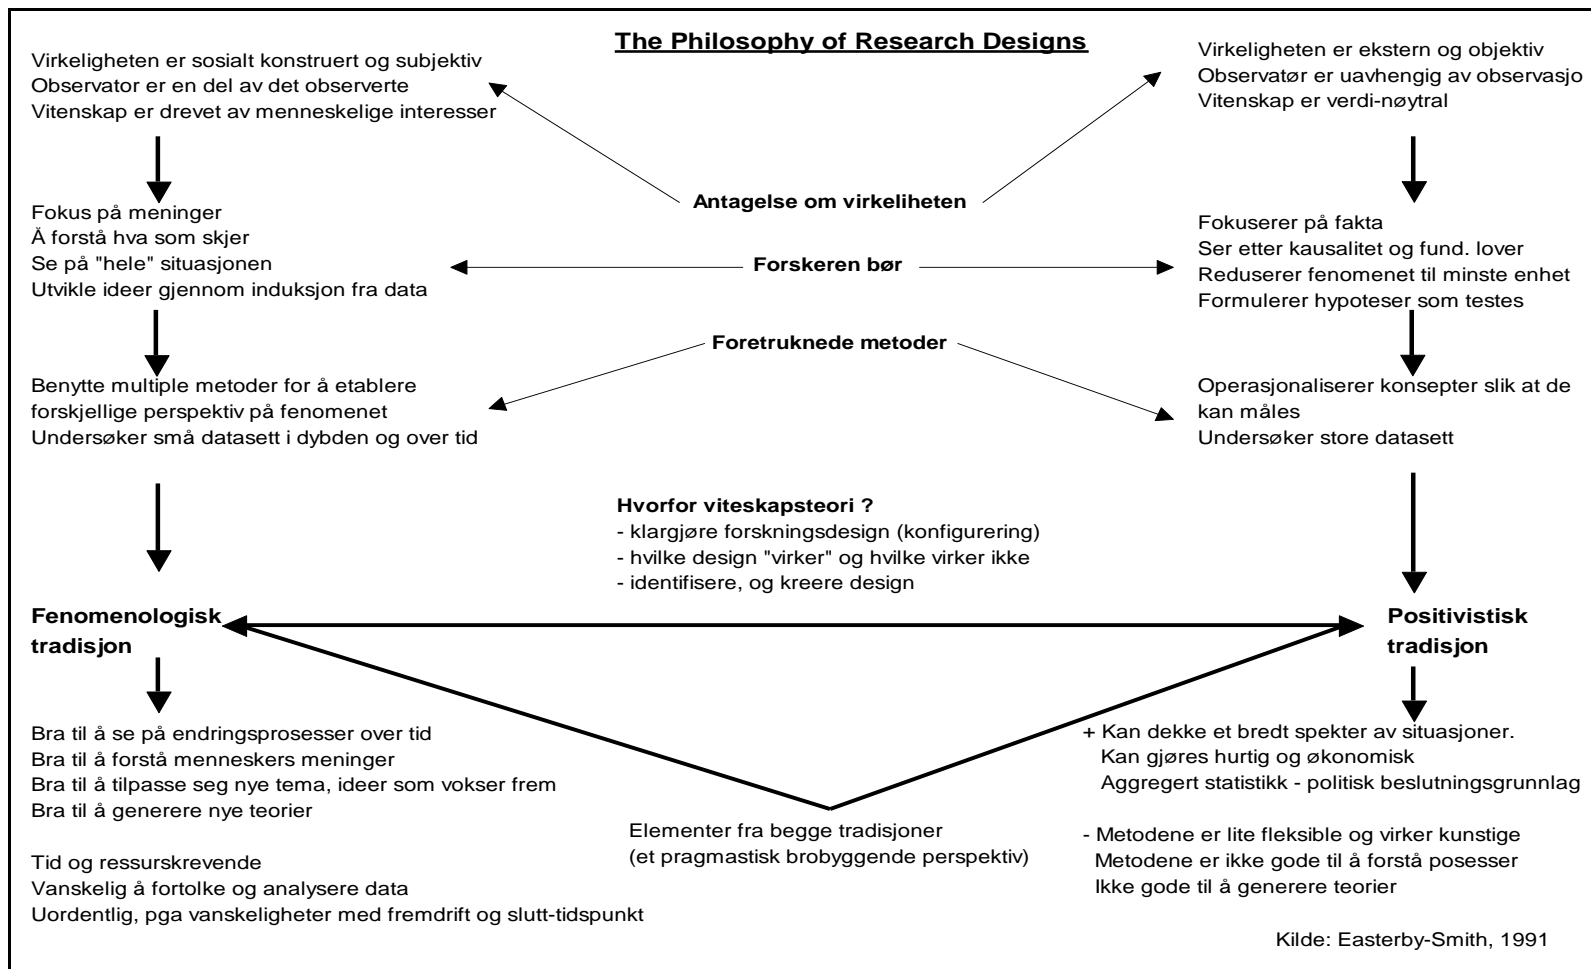 The Philosophy of Research Designs
Virkeligheten er sosialt konstruert og subjektiv
Observator er en del av det observerte
Vitenskap er drevet av menneskelige interesser
Virkeligheten er ekstern og objektiv
Observatør er uavhengig av observasjo
Vitenskap er verdi-nøytral
Antagelse om virkeliheten
Fokus på meninger
Å forstå hva som skjer
Se på "hele" situasjonen
Utvikle ideer gjennom induksjon fra data
Forskeren bør
Fokuserer på fakta
Ser etter kausalitet og fund. lover
Reduserer fenomenet til minste enhet
Formulerer hypoteser som testes
Foretruknede metoder
Benytte multiple metoder for å etablere
forskjellige perspektiv på fenomenet
Undersøker små datasett i dybden og over tid
Operasjonaliserer konsepter slik at de
kan måles
Undersøker store datasett
Hvorfor viteskapsteori ?
- klargjøre forskningsdesign (konfigurering)
- hvilke design "virker" og hvilke virker ikke
- identifisere, og kreere design
Fenomenologisk
tradisjon
Positivistisk
tradisjon
Bra til å se på endringsprosesser over tid
Bra til å forstå menneskers meninger
Bra til å tilpasse seg nye tema, ideer som vokser frem
Bra til å generere nye teorier
Tid og ressurskrevende
Vanskelig å fortolke og analysere data
Uordentlig, pga vanskeligheter med fremdrift og slutt-tidspunkt
Elementer fra begge tradisjoner
(et pragmastisk brobyggende perspektiv)
+ Kan dekke et bredt spekter av situasjoner.
Kan gjøres hurtig og økonomisk
Aggregert statistikk - politisk beslutningsgrunnlag
- Metodene er lite fleksible og virker kunstige
Metodene er ikke gode til å forstå posesser
Ikke gode til å generere teorier
Kilde: Easterby-Smith, 1991